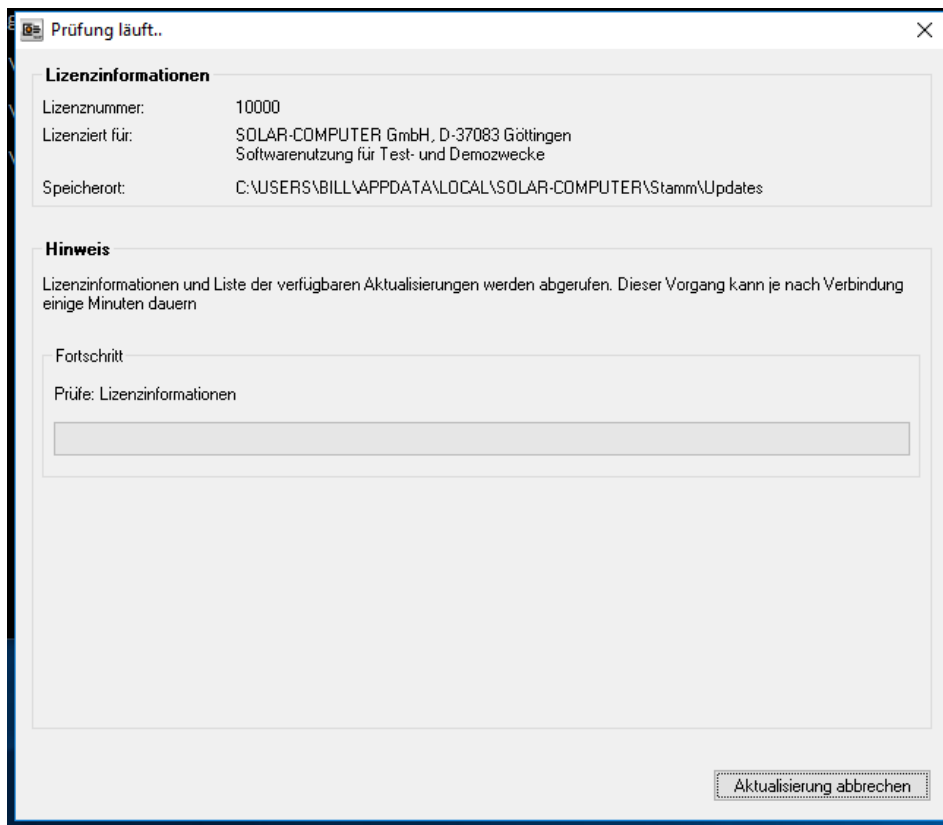 Prüfung läuft..
Lizenzinformationen
Lizenznummer: 10000
Lizenziert für: SOLAR-COMPUTER GmbH, D-37083 Göttingen
Softwarenutzung für Test- und Demozwecke
Speicherort: C:\USERS\BILL\APPDATA\LOCAL\SOLAR-COMPUTER\Stamm\Updates
Hinweis
Lizenzinformationen und Liste der verfügbaren Aktualisierungen werden abgerufen. Dieser Vorgang kann je nach Verbindung
einige Minuten dauern
Fortschritt
Prüfe: Lizenzinformationen
Aktualisierung abbrechen